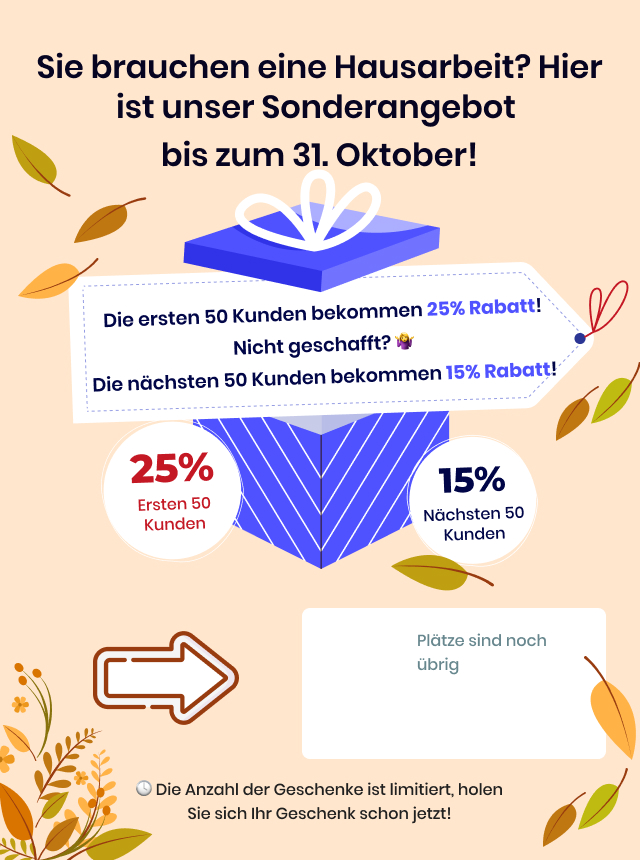 Sie brauchen eine Hausarbeit? Hier
ist unser Sonderangebot
bis zum 31. Oktober!
Die ersten 50 Kunden bekommen 25% Rabatt!
Nicht geschafft? 🤷‍♀️
Die nächsten 50 Kunden bekommen 15% Rabatt!
25%
Ersten 50
Kunden
15%
Nächsten 50
Kunden
Plätze sind noch
übrig
🕓 Die Anzahl der Geschenke ist limitiert, holen
Sie sich Ihr Geschenk schon jetzt!